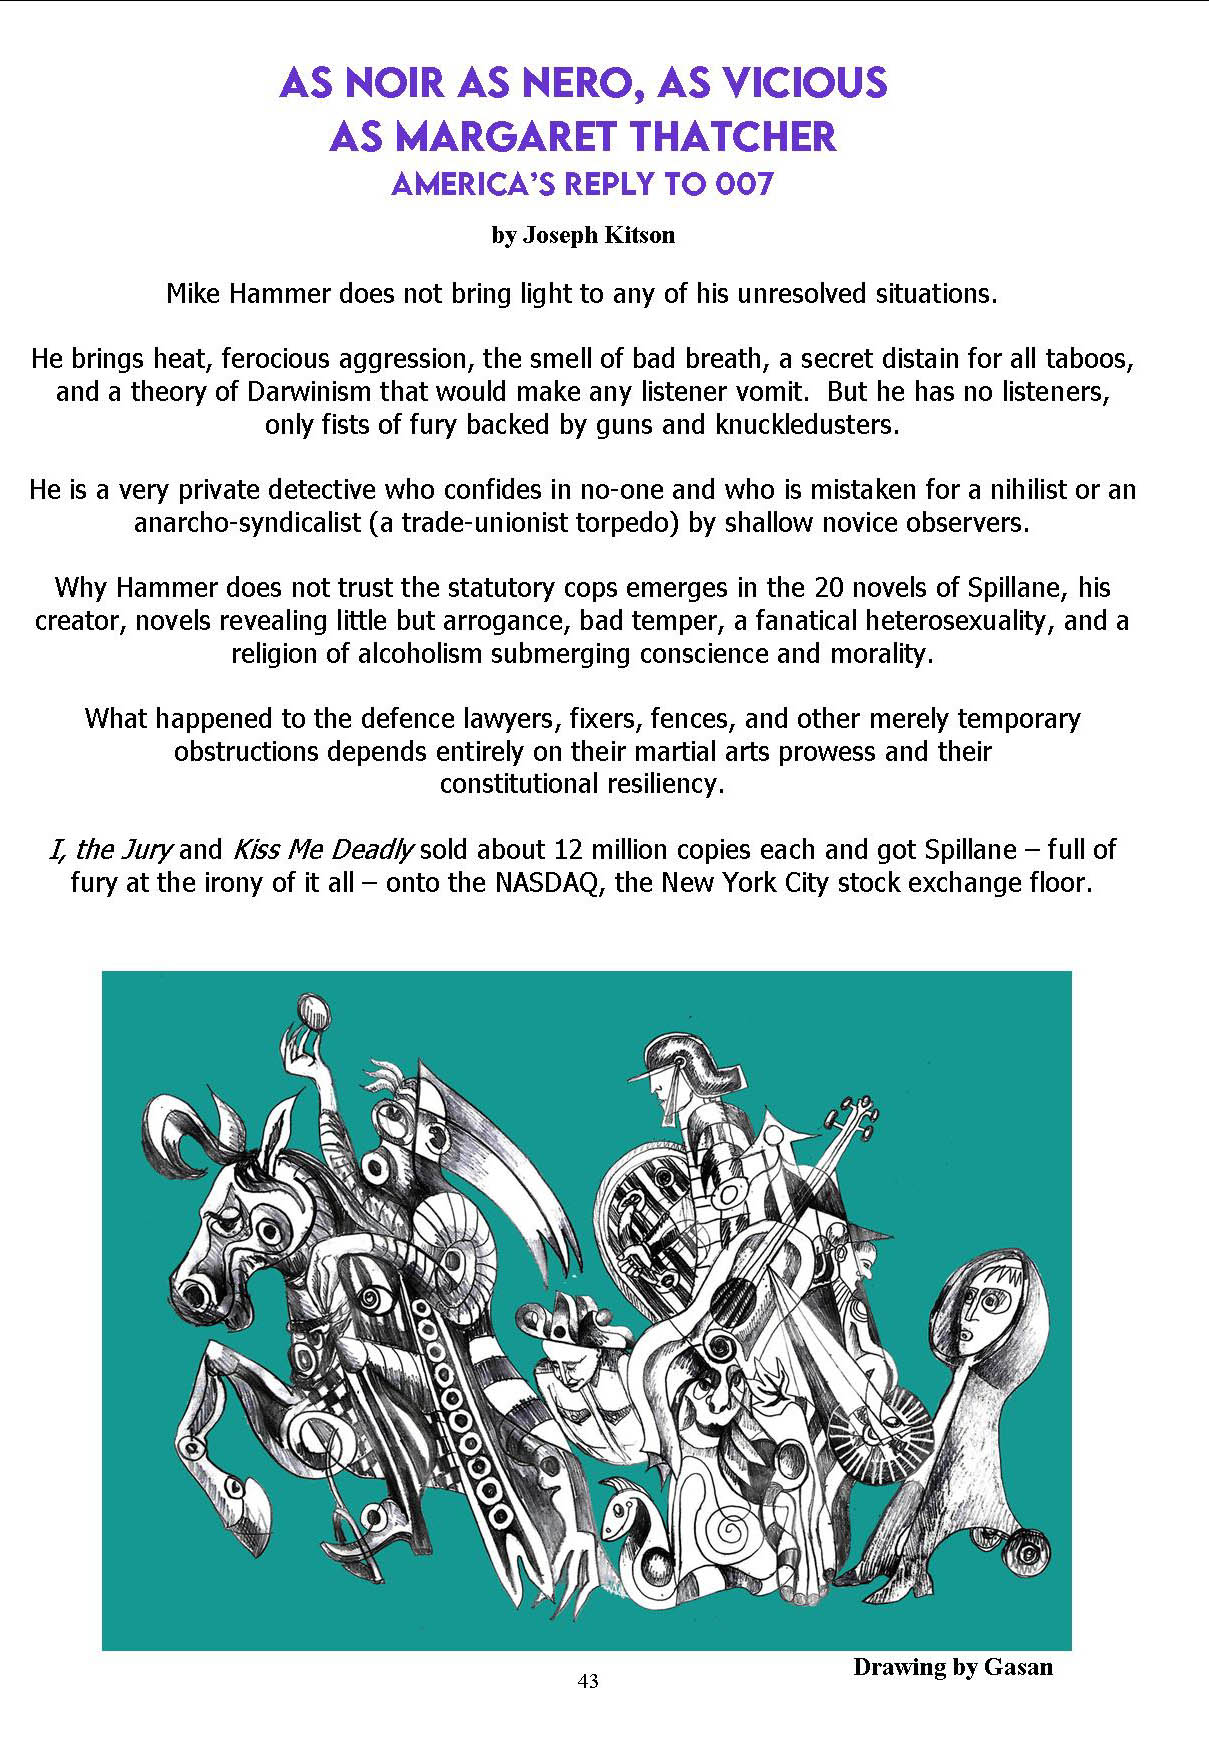 AS NOIR AS NERO, AS VICIOUS
AS MARGARET THATCHER
AMERICA'S REPLY TO 007
by Joseph Kitson
Mike Hammer does not bring light to any of his unresolved situations.
He brings heat, ferocious aggression, the smell of bad breath, a secret distain for all taboos,
and a theory of Darwinism that would make any listener vomit.  But he has no listeners,
only fists of fury backed by guns and knuckledusters.
He is a very private detective who confides in no-one and who is mistaken for a nihilist or an
anarcho-syndicalist (a trade-unionist torpedo) by shallow novice observers.
Why Hammer does not trust the statutory cops emerges in the 20 novels of Spillane, his
creator, novels revealing little but arrogance, bad temper, a fanatical heterosexuality, and a
religion of alcoholism submerging conscience and morality.
What happened to the defence lawyers, fixers, fences, and other merely temporary
obstructions depends entirely on their martial arts prowess and their
constitutional resiliency.
I, the Jury and Kiss Me Deadly sold about 12 million copies each and got Spillane – full of
fury at the irony of it all – onto the NASDAQ, the New York City stock exchange floor.
Drawing by Gasan
43